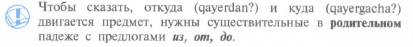 Чтобы сказать, откуда (qayerdan?) и куда (qayergacha?)
двигается предмет, нужны существительные в родительном
падеже с предлогами из, от, до.